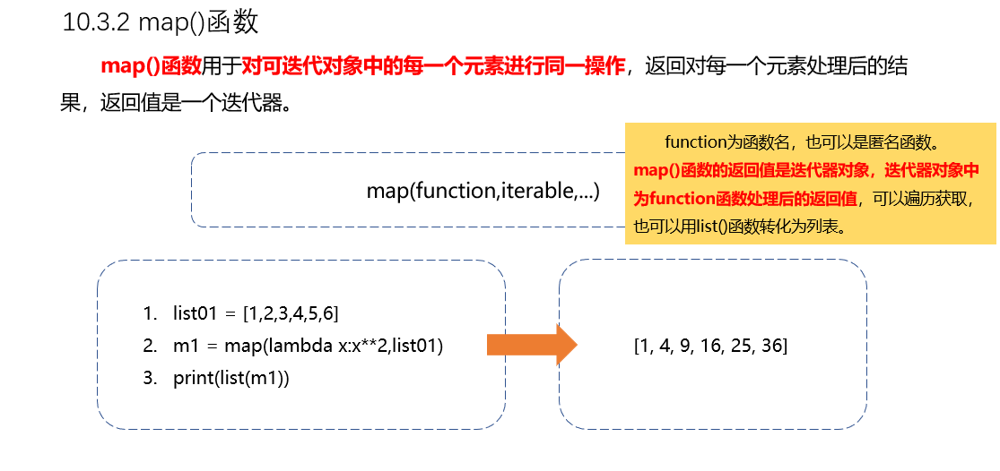 10.3.2 map()函数
map()函数用于对可迭代对象中的每一个元素进行同一操作，返回对每一个元素处理后的结
果，返回值是一个迭代器。
function为函数名，也可以是匿名函数。
map()函数的返回值是迭代器对象，迭代器对象中
为function函数处理后的返回值，可以遍历获取，
也可以用list()函数转化为列表。
map(function,iterable,...)
1. list01 = [1,2,3,4,5,6]
2. m1 = map(lambda x:x**2,list01)
3. print(list(m1))
[1, 4, 9, 16, 25, 36]